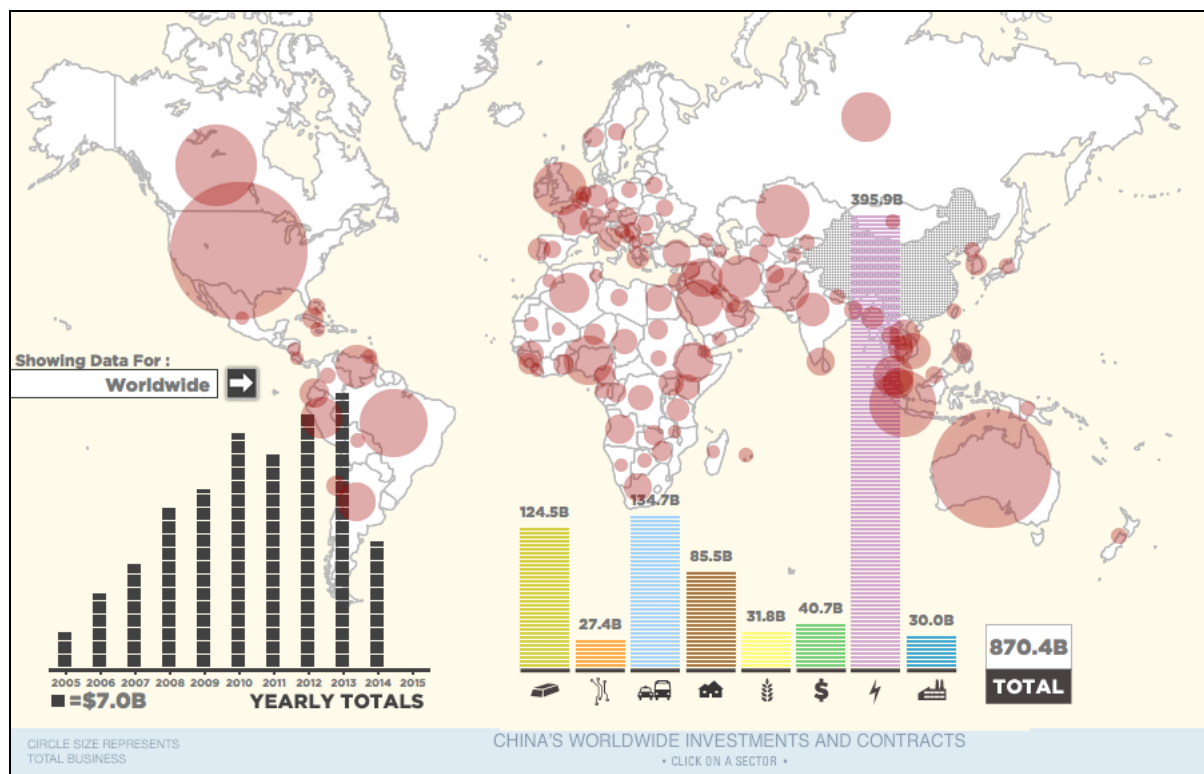 395.9B
Showing Data For :
Worldwide
124.5B
27.4B
134.7B
85.5B
31.8B
$
40.7B
30.0B
870.4B
TOTAL
2005 2006 2007 2008 2009 2010 2011 2012 2013 2014 2015
=$7.0B YEARLY TOTALS
CIRCLE SIZE REPRESENTS
TOTAL BUSINESS
CHINA'S WORLDWIDE INVESTMENTS AND CONTRACTS
• CLICK ON A SECTOR •